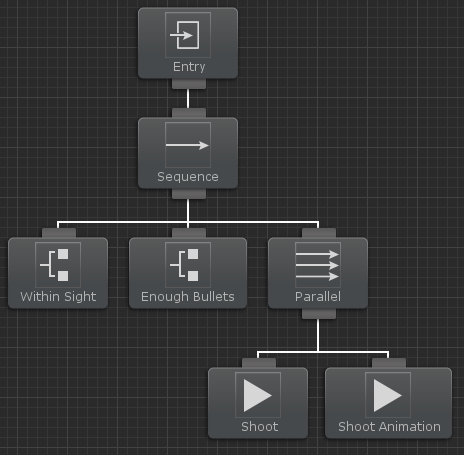 Entry
Sequence
Within Sight
Enough Bullets
Parallel
Shoot
Shoot Animation